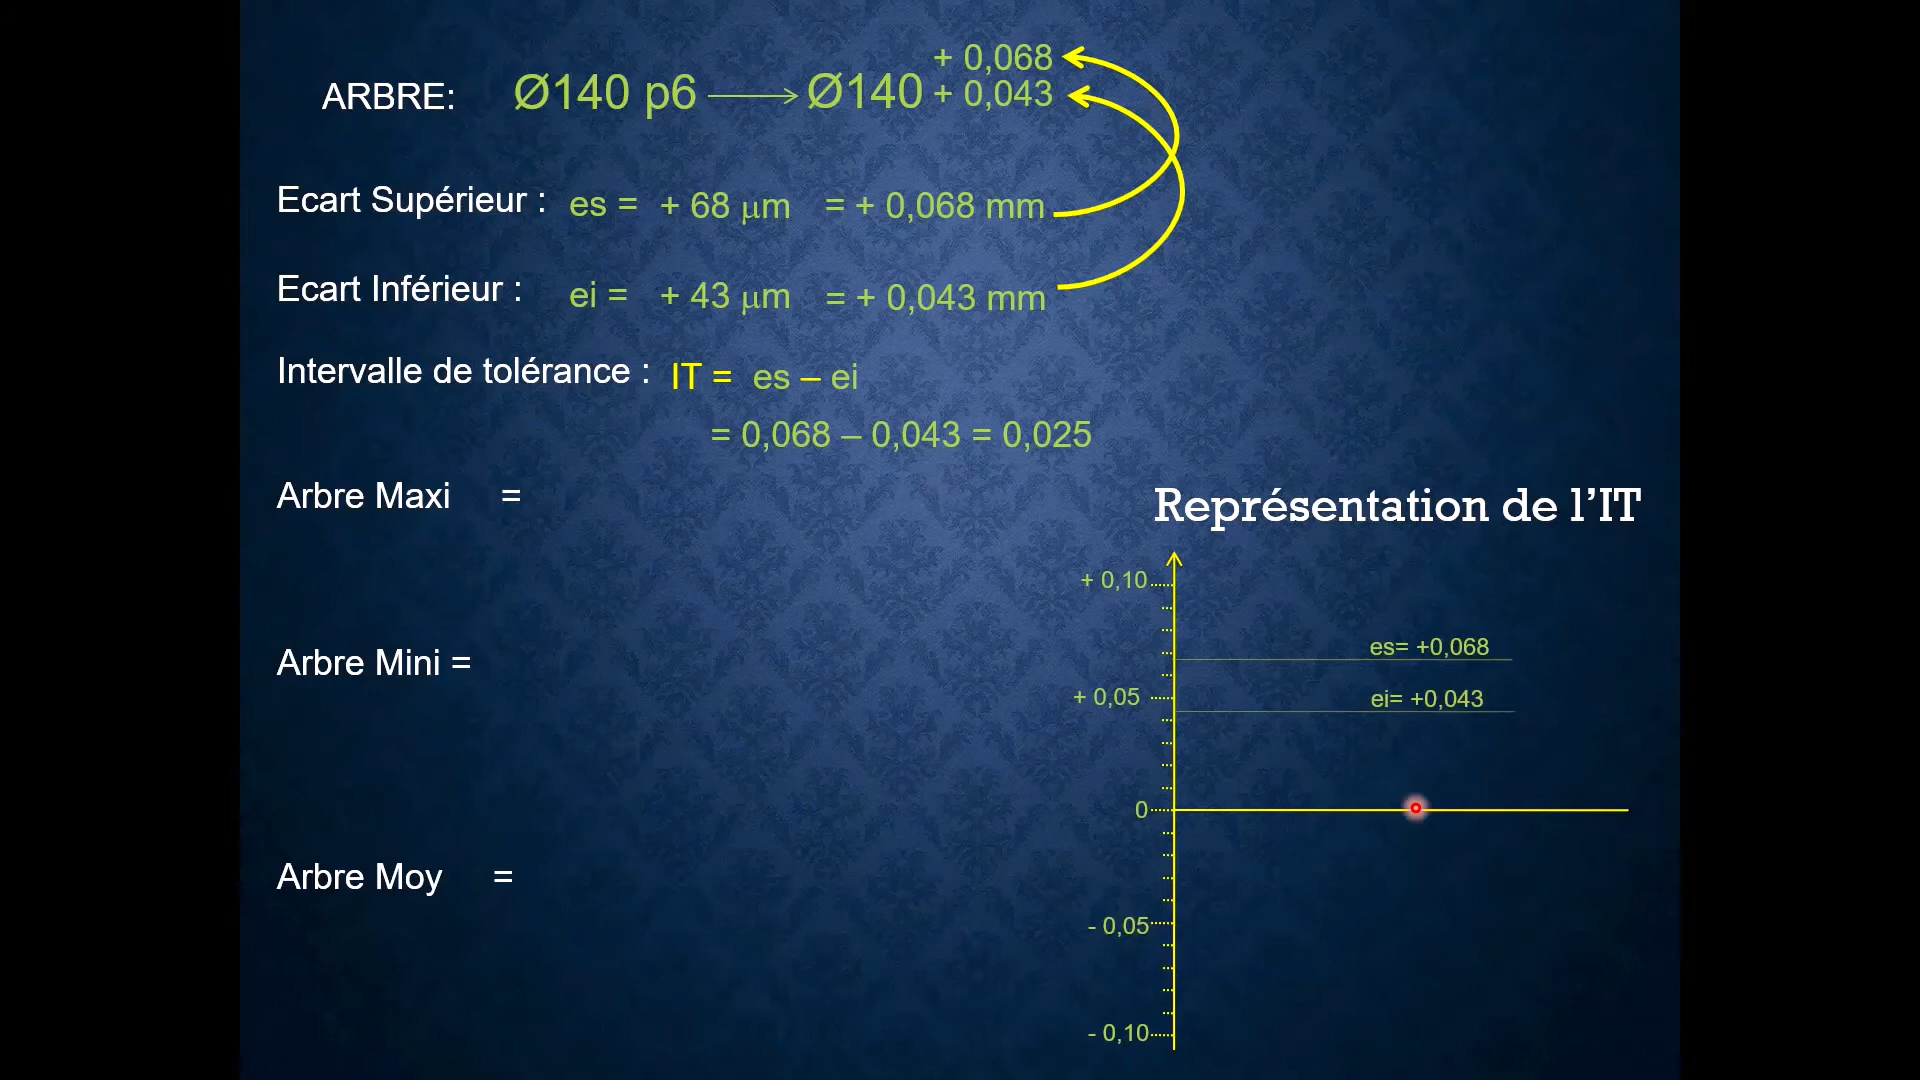 + 0,068
ARBRE: Ø140 p6 Ø140 + 0,043
Ecart Supérieur : es = + 68 μm = + 0,068 mm
Ecart Inférieur : ei = + 43 μm = + 0,043 mm
Intervalle de tolérance : IT = es – ei
= 0,068 – 0,043 = 0,025
Arbre Maxi =
Représentation de l’IT
+ 0,10
es= +0,068
Arbre Mini =
+ 0,05
ei= +0,043
0
Arbre Moy =
- 0,05
- 0,10